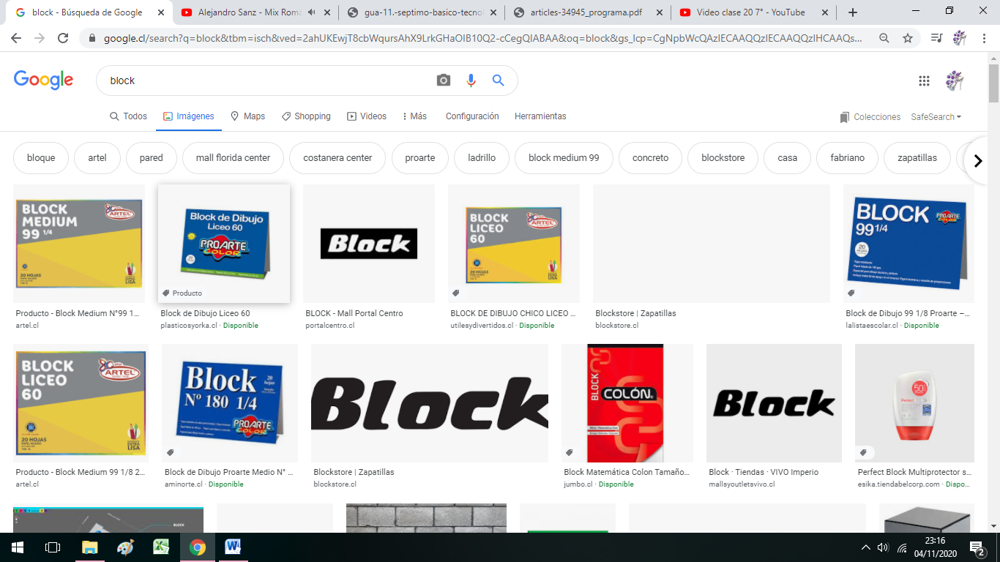 block - Búsqueda de Google
Alejandro Sanz - Mix Roma
gua-11.-septimo-basico-tecnol
articles-34945_programa.pdf
Video clase 20 7° - YouTube
google.cl/search?q=block&tbm=isch&ved=2ahUKEwjT8cbWqursAhX9LrkGHaOIB10Q2-cCegQIABAA&oq=block&gs_lcp=CgNpbWcQAzIECAAQQzIECAAQQzIHCAAQs...
Google
block
Todos
Imágenes
Maps
Shopping
Videos
Más
Configuración
Herramientas
Colecciones
SafeSearch
bloque
artel
pared
mall florida center
costanera center
proarte
ladrillo
block medium 99
concreto
blockstore
casa
fabriano
zapatillas
BLOCK
MEDIUM
99 1/4
ARTEL
20 HOJAS
EXTRA
LISA
Block de Dibujo
Liceo 60
PROARTE
COLOR
Producto
Block
BLOCK
LICEO
60
ARTEL
20 HOJAS
BLOCK
99 1/4
PROARTE
COLOR
20
HOJAS
Producto - Block Medium N°99 1...
artel.cl
Block de Dibujo Liceo 60
plasticosyorka.cl · Disponible
BLOCK - Mall Portal Centro
portalcentro.cl
BLOCK DE DIBUJO CHICO LICEO ...
utilesydivertidos.cl · Disponible
Blockstore | Zapatillas
blockstore.cl
Block de Dibujo 99 1/8 Proarte –...
lalistaescolar.cl · Disponible
BLOCK
LICEO
60
ARTEL
20 HOJAS
EXTRA
LISA
Block
Nº 180 1/4
20
hojas
PROARTE
COLOR
Block
BLOCK
COLÓN
Block
50
Perfect
Producto - Block Medium 99 1/8 2...
artel.cl
Block de Dibujo Proarte Medio N° ...
aminorte.cl · Disponible
Blockstore | Zapatillas
blockstore.cl
Block Matemática Colon Tamaño...
jumbo.cl · Disponible
Block · Tiendas · VIVO Imperio
mallsyoutletsvivo.cl
Perfect Block Multiprotector s...
esika.tiendabelcorp.com · Dispo...
BLOCK
23:16
04/11/2020
2